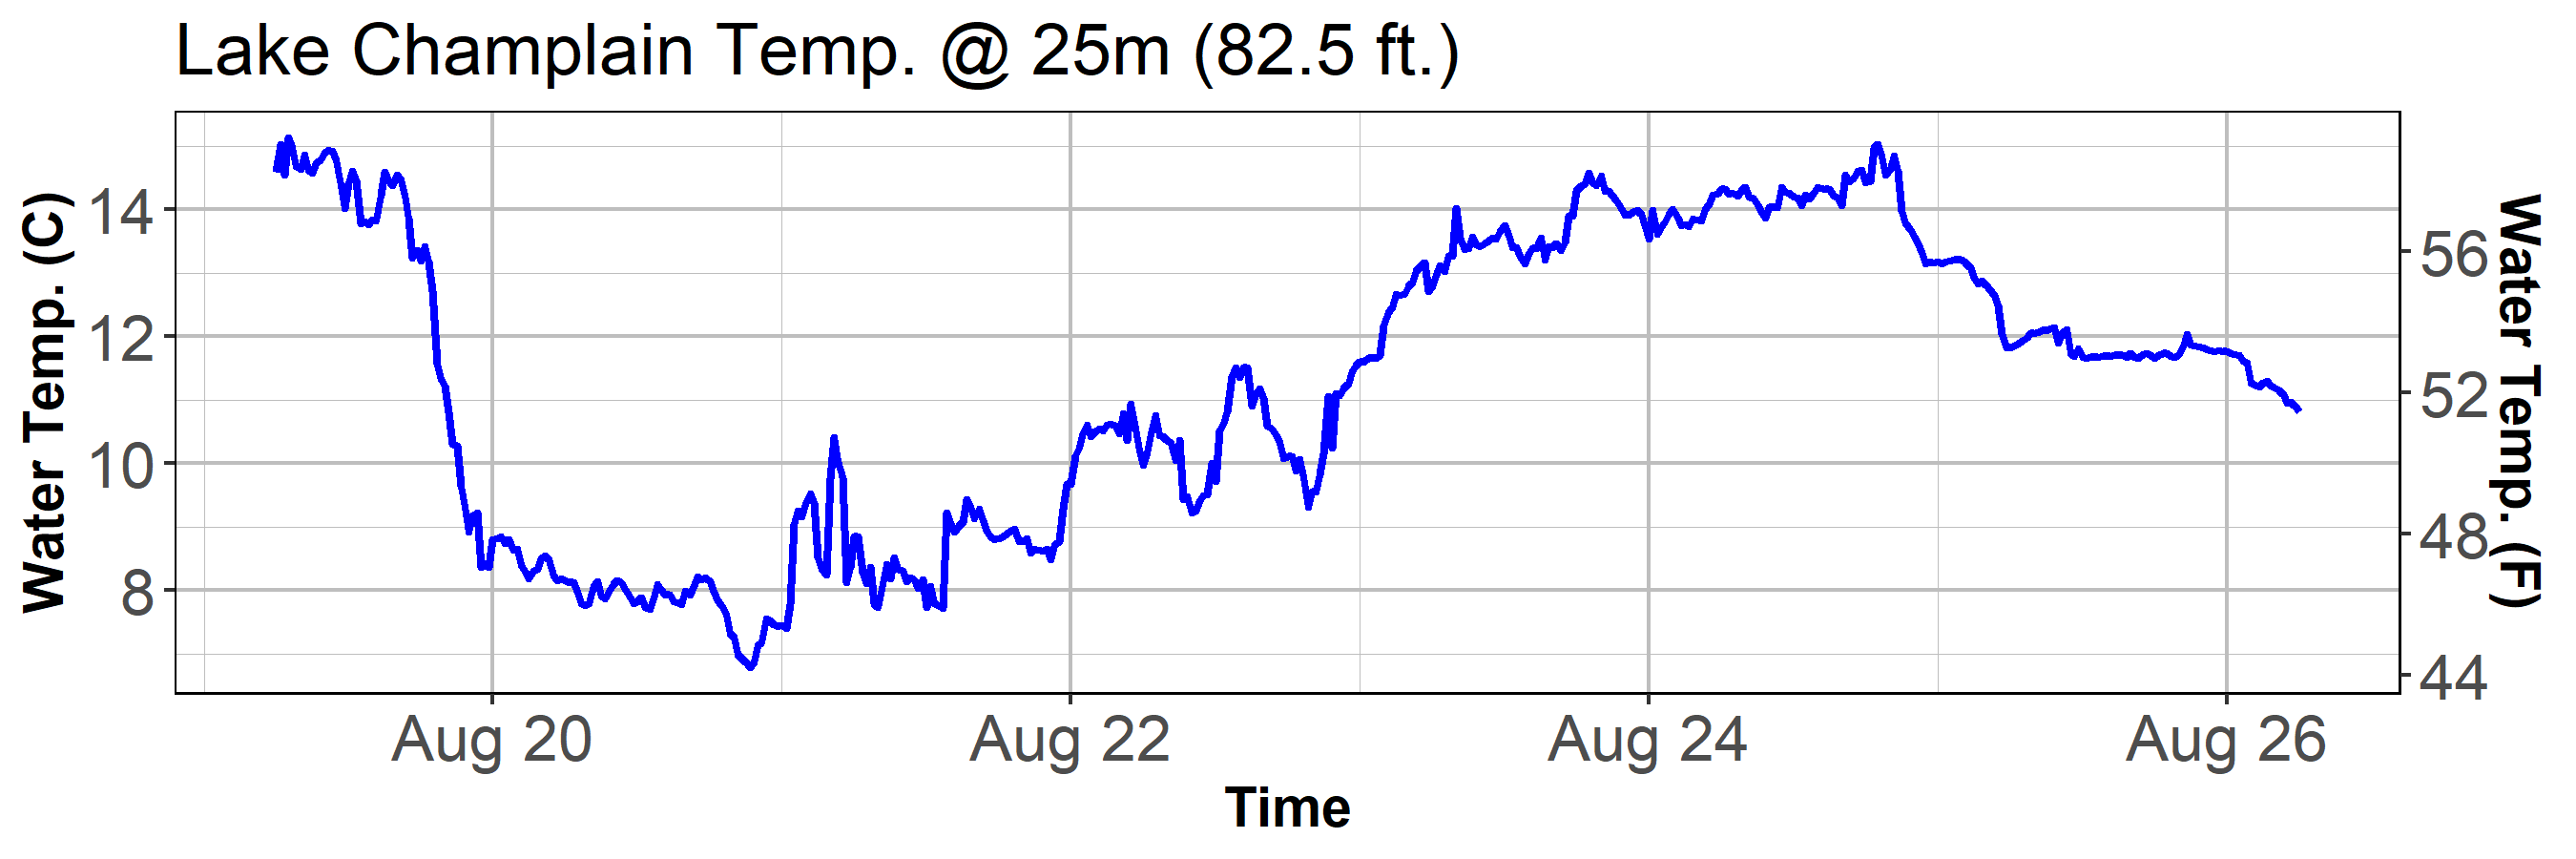 Lake Champlain Temp. @ 25m (82.5 ft.)
Water Temp. (C)
14
12
10
8
56
52
48
44
Water Temp. (F)
Aug 20
Aug 22
Aug 24
Aug 26
Time